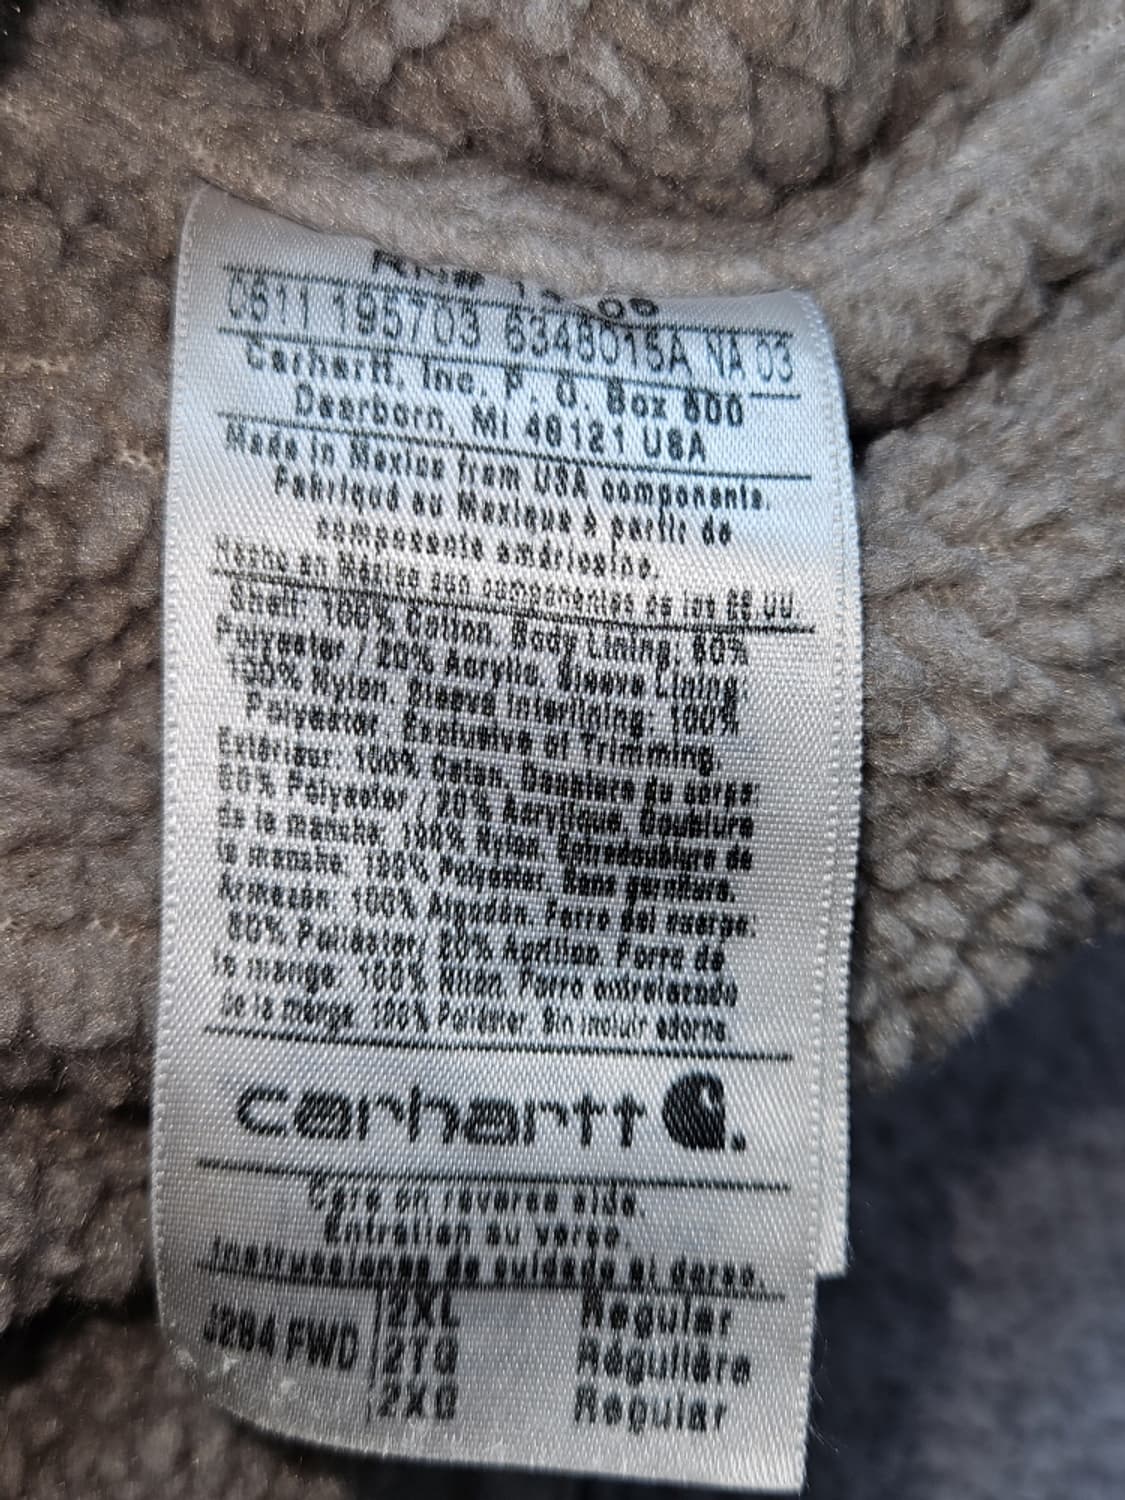 RN# 14806
0611 195703 6348015A NA 03
Carhartt, Inc. P. O. Box 600
Dearborn, MI 48121 USA
Made in Mexico from USA components.
Fabriqué au Mexique à partir de
composants américains.
Hecho en Mexico con componentes de los EE.UU.
Shell: 100% Cotton. Body Lining: 80%
Polyester / 20% Acrylic. Sleeve Lining:
100% Nylon. Sleeve Interlining: 100%
Polyester. Exclusive of Trimming.
Extérieur: 100% Coton. Doublure du corps:
80% Polyester / 20% Acrylique. Doublure
de la manche: 100% Nylon. Entredoublure de
la manche: 100% Polyester. Sans garniture.
Armazón: 100% Algodón. Forro del cuerpo:
80% Poliéster/ 20% Acrílico. Forro de
la manga: 100% Nilon. Forro entrelazado
de la manga: 100% Poliéster. Sin incluir adorno
carhartt
Care on reverse side.
Entretien au verso.
Instrucciones de cuidado al dorso.
J284 FWD 2XL Regular
2TG Régulière
2XG Regular